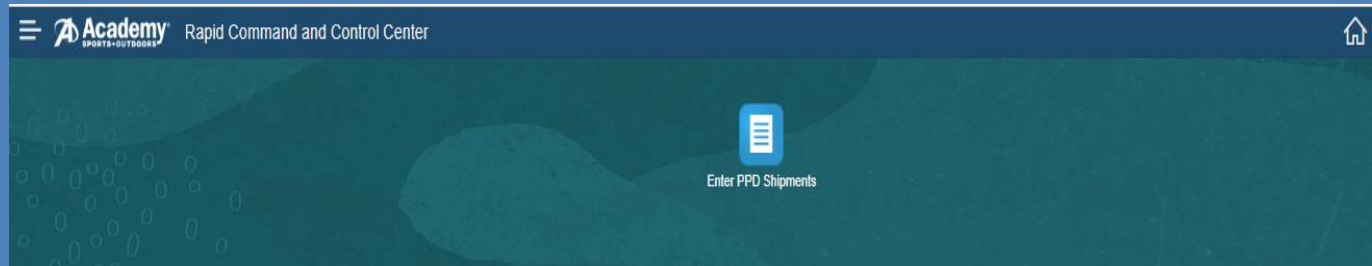 Academy
SPORTS+OUTDOORS
Rapid Command and Control Center
Enter PPD Shipments